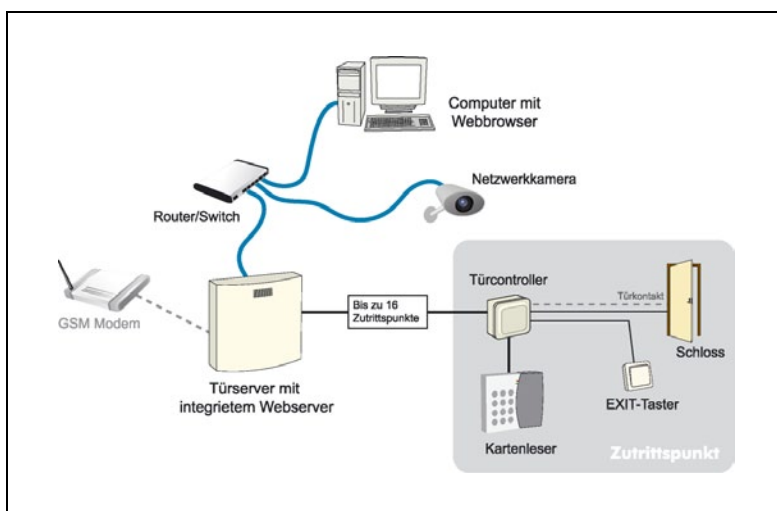 Computer mit
Webbrowser
Netzwerkkamera
Router/Switch
Türcontroller
Türkontakt
Bis zu 16
Zutrittspunkte
GSM Modem
Schloss
Türserver mit
integrietem Webserver
EXIT-Taster
Kartenleser
Zutrittspunkt